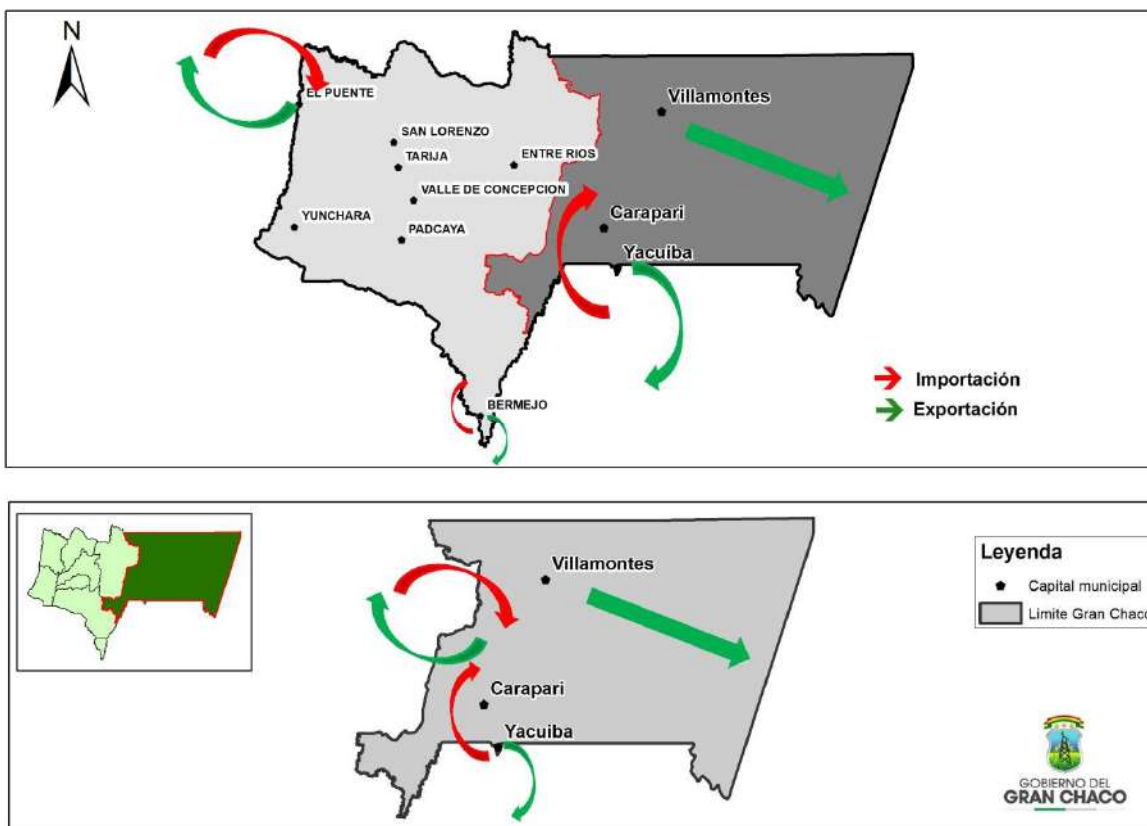 N
EL PUENTE
SAN LORENZO
TARIJA
ENTRE RIOS
VALLE DE CONCEPCION
YUNCHARA
PADCAYA
BERMEJO
Villamontes
Carapari
Yacuiba
Importación
Exportación
Villamontes
Carapari
Yacuiba
Leyenda
Capital municipal
Limite Gran Chaco
GOBIERNO DEL
GRAN CHACO